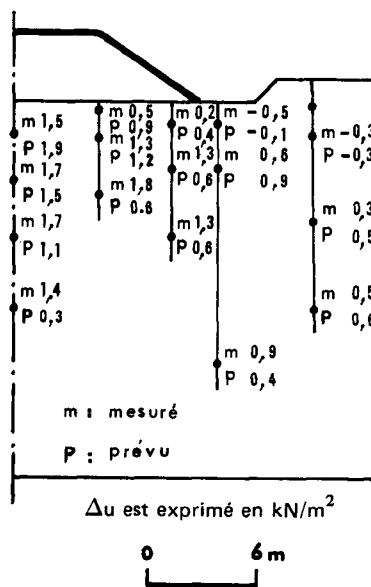 m 1,5
P 1,9
m 1,7
P 1,5
m 1,7
P 1,1
m 1,4
P 0,3
m 0,5
P 0,9
m 1,3
P 1,2
m 1,8
P 0.6
m 0,2
P 0,4
m 1,3
P 0,6
m 1,3
P 0,6
m -0,5
P -0,1
m 0,6
P 0,9
m 0,9
P 0,4
m -0,3
P -0,3
m 0,3
P 0,5
m 0,5
P 0,6
m : mesuré
P : prévu
Δu est exprimé en kN/m²
0 6 m